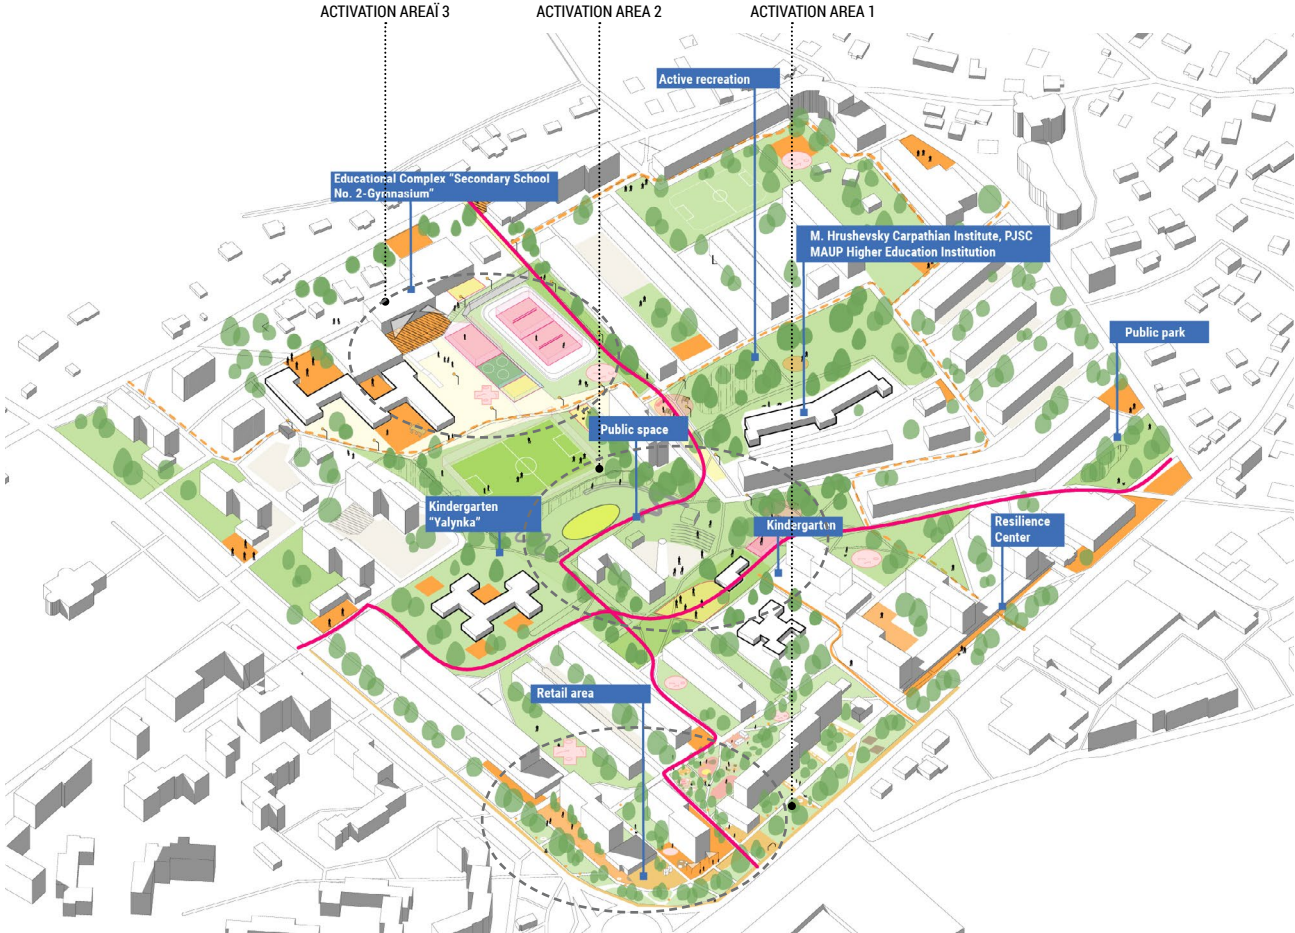 ACTIVATION AREAÏ 3
ACTIVATION AREA 2
ACTIVATION AREA 1
Active recreation
Educational Complex "Secondary School
No. 2-Gymnasium"
M. Hrushevsky Carpathian Institute, PJSC
MAUP Higher Education Institution
Public park
Public space
Kindergarten
"Yalynka"
Kindergarten
Resilience
Center
Retail area